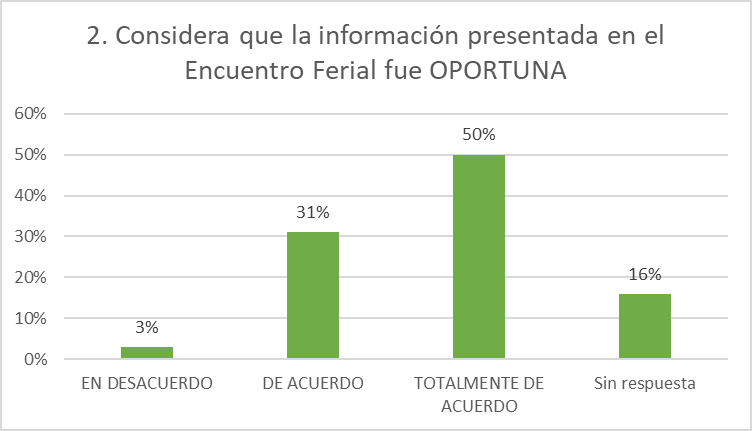 2. Considera que la información presentada en el
Encuentro Ferial fue OPORTUNA
60%
50%
40%
30%
20%
10%
0%
3%
31%
50%
16%
EN DESACUERDO
DE ACUERDO
TOTALMENTE DE
ACUERDO
Sin respuesta